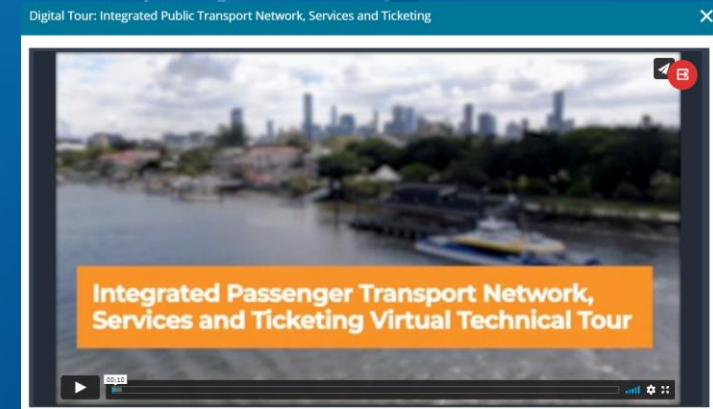 Digital Tour: Integrated Public Transport Network, Services and Ticketing
Integrated Passenger Transport Network,
Services and Ticketing Virtual Technical Tour
00:10